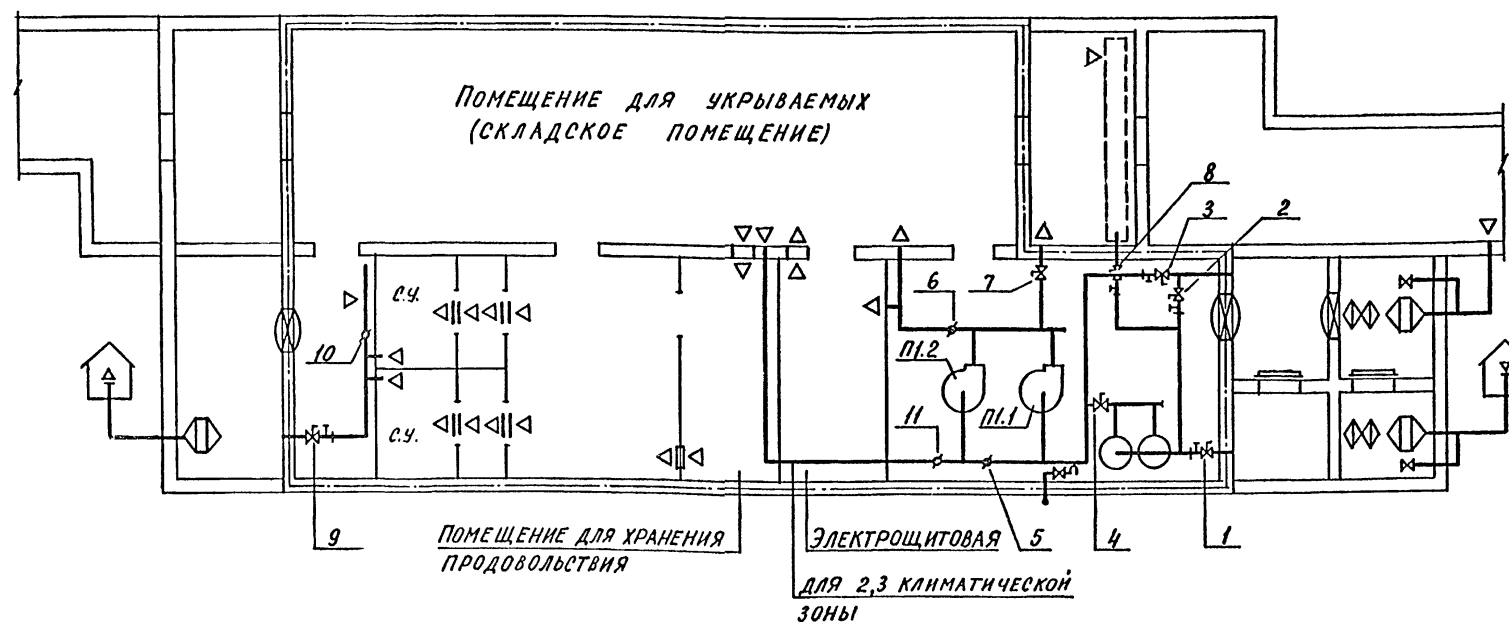 ПОМЕЩЕНИЕ ДЛЯ УКРЫВАЕМЫХ
(СКЛАДСКОЕ ПОМЕЩЕНИЕ)
8
3
2
С.У.
6
7
10
П1.2
П1.1
С.У.
11
9
ПОМЕЩЕНИЕ ДЛЯ ХРАНЕНИЯ
ПРОДОВОЛЬСТВИЯ
ЭЛЕКТРОЩИТОВАЯ
5
4
1
ДЛЯ 2,3 КЛИМАТИЧЕСКОЙ
ЗОНЫ